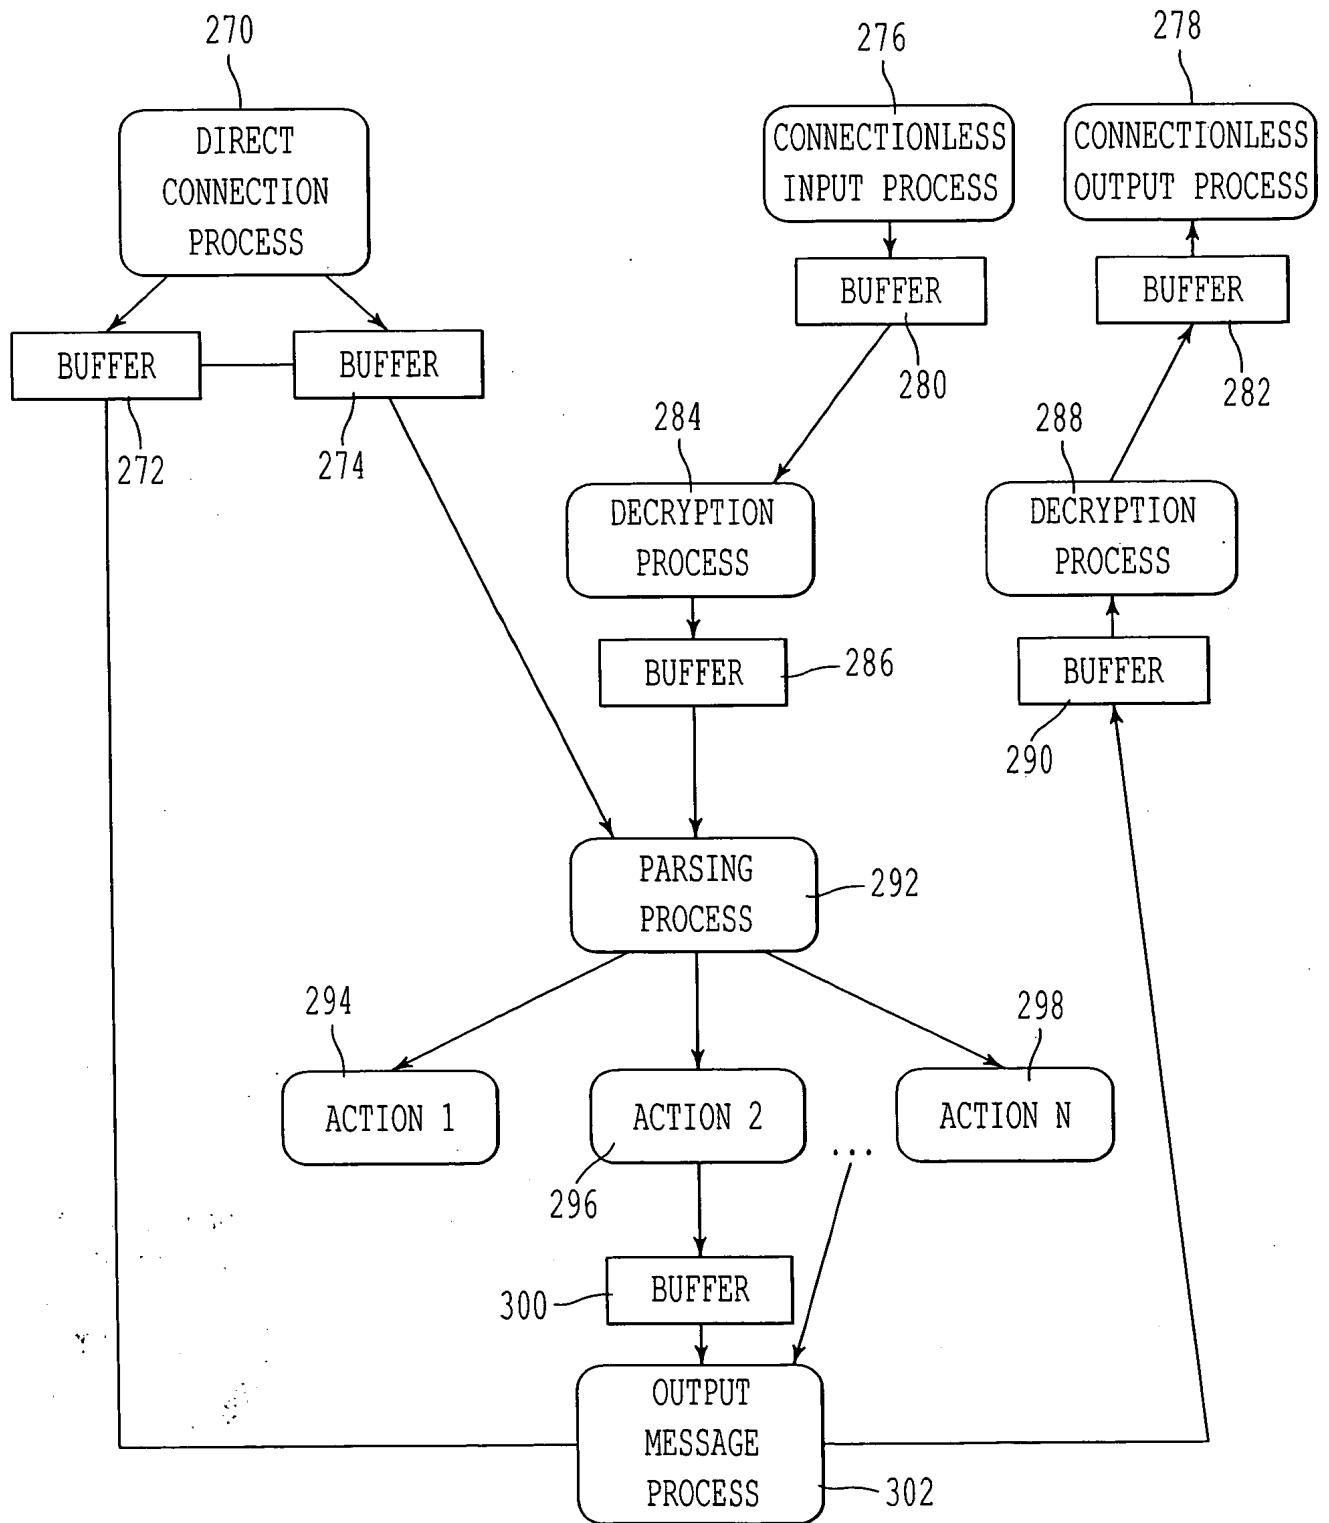 270
276
278
DIRECT
CONNECTION
PROCESS
CONNECTIONLESS
INPUT PROCESS
CONNECTIONLESS
OUTPUT PROCESS
BUFFER
BUFFER
BUFFER
BUFFER
272
274
280
282
284
288
DECRYPTION
PROCESS
DECRYPTION
PROCESS
BUFFER
286
BUFFER
290
PARSING
PROCESS
292
294
298
ACTION 1
ACTION 2
...
ACTION N
296
BUFFER
300
OUTPUT
MESSAGE
PROCESS
302